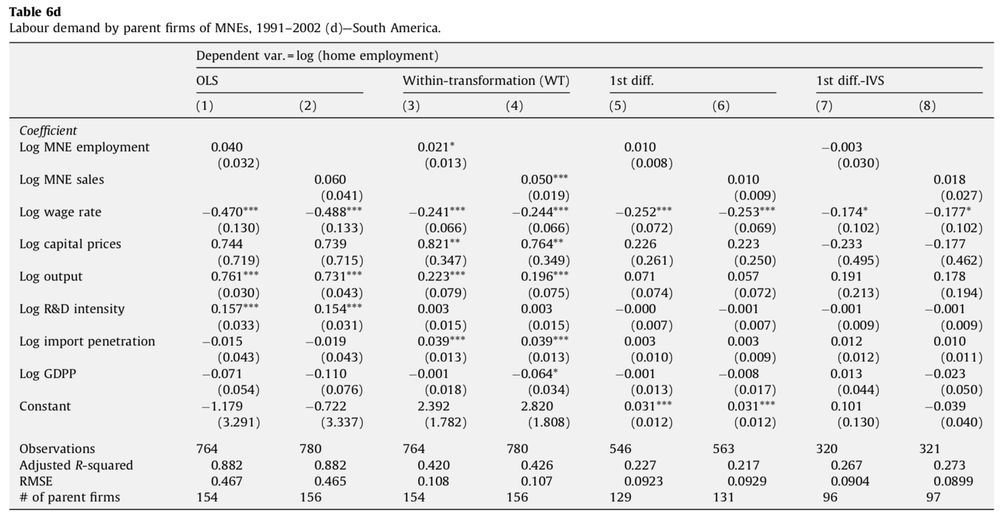 Table 6d
Labour demand by parent firms of MNEs, 1991–2002 (d)—South America.
Dependent var. = log (home employment)
OLS Within-transformation (WT) 1st diff. 1st diff.-IVS
(1) (2) (3) (4) (5) (6) (7) (8)
Coefficient
Log MNE employment 0.040 0.021* 0.010 −0.003
(0.032) (0.013) (0.008) (0.030)
Log MNE sales 0.060 0.050*** 0.010 0.018
(0.041) (0.019) (0.009) (0.027)
Log wage rate −0.470*** −0.488*** −0.241*** −0.244*** −0.252*** −0.253*** −0.174* −0.177*
(0.130) (0.133) (0.066) (0.066) (0.072) (0.069) (0.102) (0.102)
Log capital prices 0.744 0.739 0.821** 0.764** 0.226 0.223 −0.233 −0.177
(0.719) (0.715) (0.347) (0.349) (0.261) (0.250) (0.495) (0.462)
Log output 0.761*** 0.731*** 0.223*** 0.196*** 0.071 0.057 0.191 0.178
(0.030) (0.043) (0.079) (0.075) (0.074) (0.072) (0.213) (0.194)
Log R&D intensity 0.157*** 0.154*** 0.003 0.003 −0.000 −0.001 −0.001 −0.001
(0.033) (0.031) (0.015) (0.015) (0.007) (0.007) (0.009) (0.009)
Log import penetration −0.015 −0.019 0.039*** 0.039*** 0.003 0.003 0.012 0.010
(0.043) (0.043) (0.013) (0.013) (0.010) (0.009) (0.012) (0.011)
Log GDPP −0.071 −0.110 −0.001 −0.064* −0.001 −0.008 0.013 −0.023
(0.054) (0.076) (0.018) (0.034) (0.013) (0.017) (0.044) (0.050)
Constant −1.179 −0.722 2.392 2.820 0.031*** 0.031*** 0.101 −0.039
(3.291) (3.337) (1.782) (1.808) (0.012) (0.012) (0.130) (0.040)
Observations 764 780 764 780 546 563 320 321
Adjusted R-squared 0.882 0.882 0.420 0.426 0.227 0.217 0.267 0.273
RMSE 0.467 0.465 0.108 0.107 0.0923 0.0929 0.0904 0.0899
# of parent firms 154 156 154 156 129 131 96 97